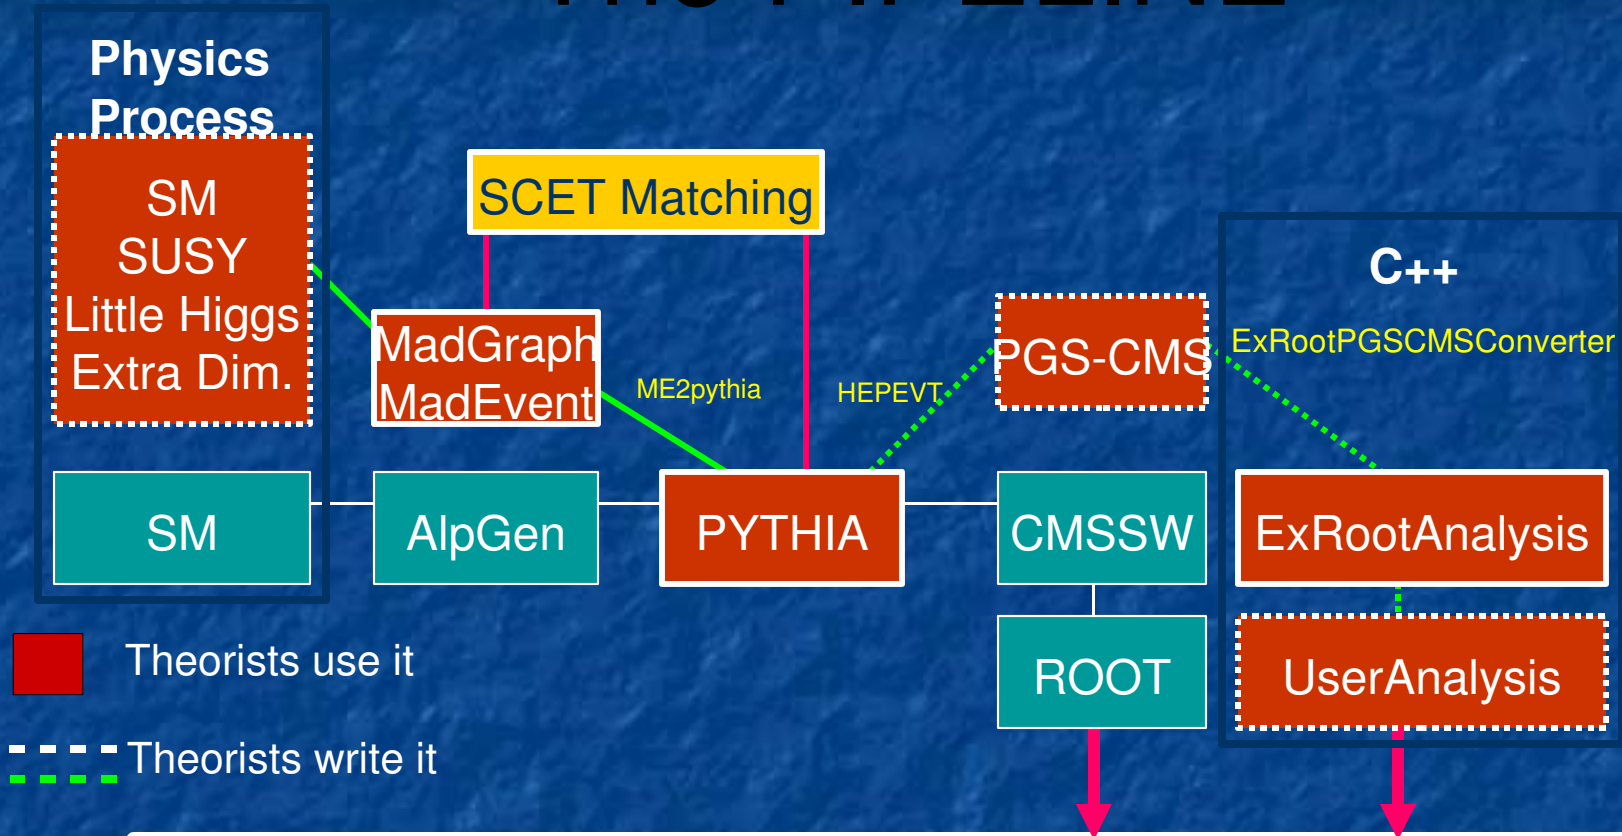 Physics
Process
SM
SUSY
Little Higgs
Extra Dim.
SCET Matching
MadGraph
MadEvent
ME2pythia
HEPEVT
PGS-CMS
C++
ExRootPGSCMSConverter
SM
AlpGen
PYTHIA
CMSSW
ExRootAnalysis
ROOT
UserAnalysis
Theorists use it
Theorists write it